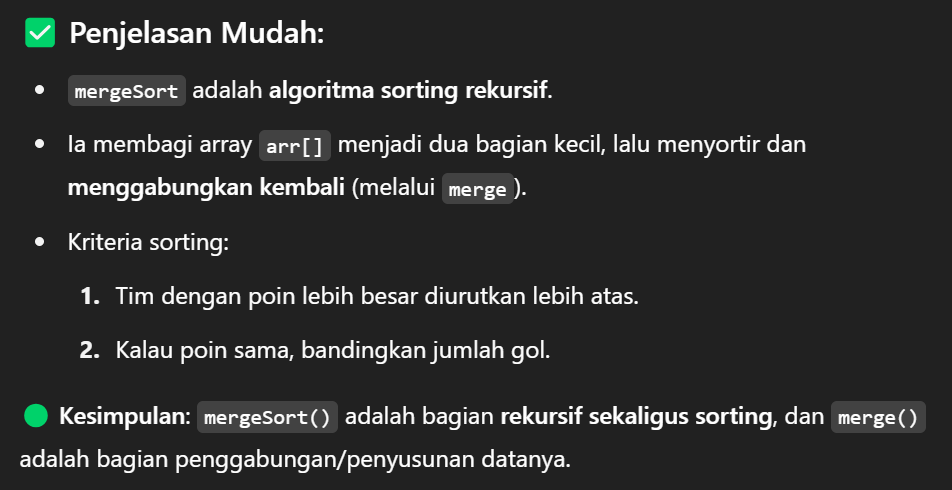 ✅ Penjelasan Mudah:
• mergeSort adalah algoritma sorting rekursif.
• Ia membagi array arr[] menjadi dua bagian kecil, lalu menyortir dan
menggabungkan kembali (melalui merge).
• Kriteria sorting:
1. Tim dengan poin lebih besar diurutkan lebih atas.
2. Kalau poin sama, bandingkan jumlah gol.
🟢 Kesimpulan: mergeSort() adalah bagian rekursif sekaligus sorting, dan merge()
adalah bagian penggabungan/penyusunan datanya.